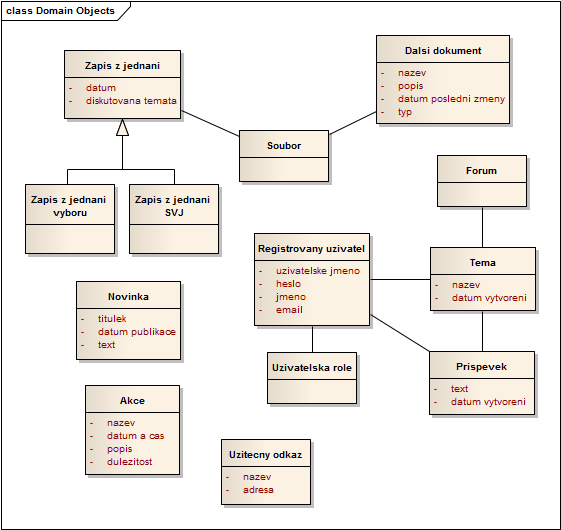 class Domain Objects
Zapis z jednani
- datum
- diskutovana temata
Dalsi dokument
- nazev
- popis
- datum posledni zmeny
- typ
Soubor
Zapis z jednani
vyboru
Zapis z jednani
SVJ
Forum
Registrovany uzivatel
- uzivatelske jmeno
- heslo
- jmeno
- email
Tema
- nazev
- datum vytvoreni
Novinka
- titulek
- datum publikace
- text
Uzivatelska role
Prispevek
- text
- datum vytvoreni
Akce
- nazev
- datum a cas
- popis
- dulezitost
Uzitecny odkaz
- nazev
- adresa